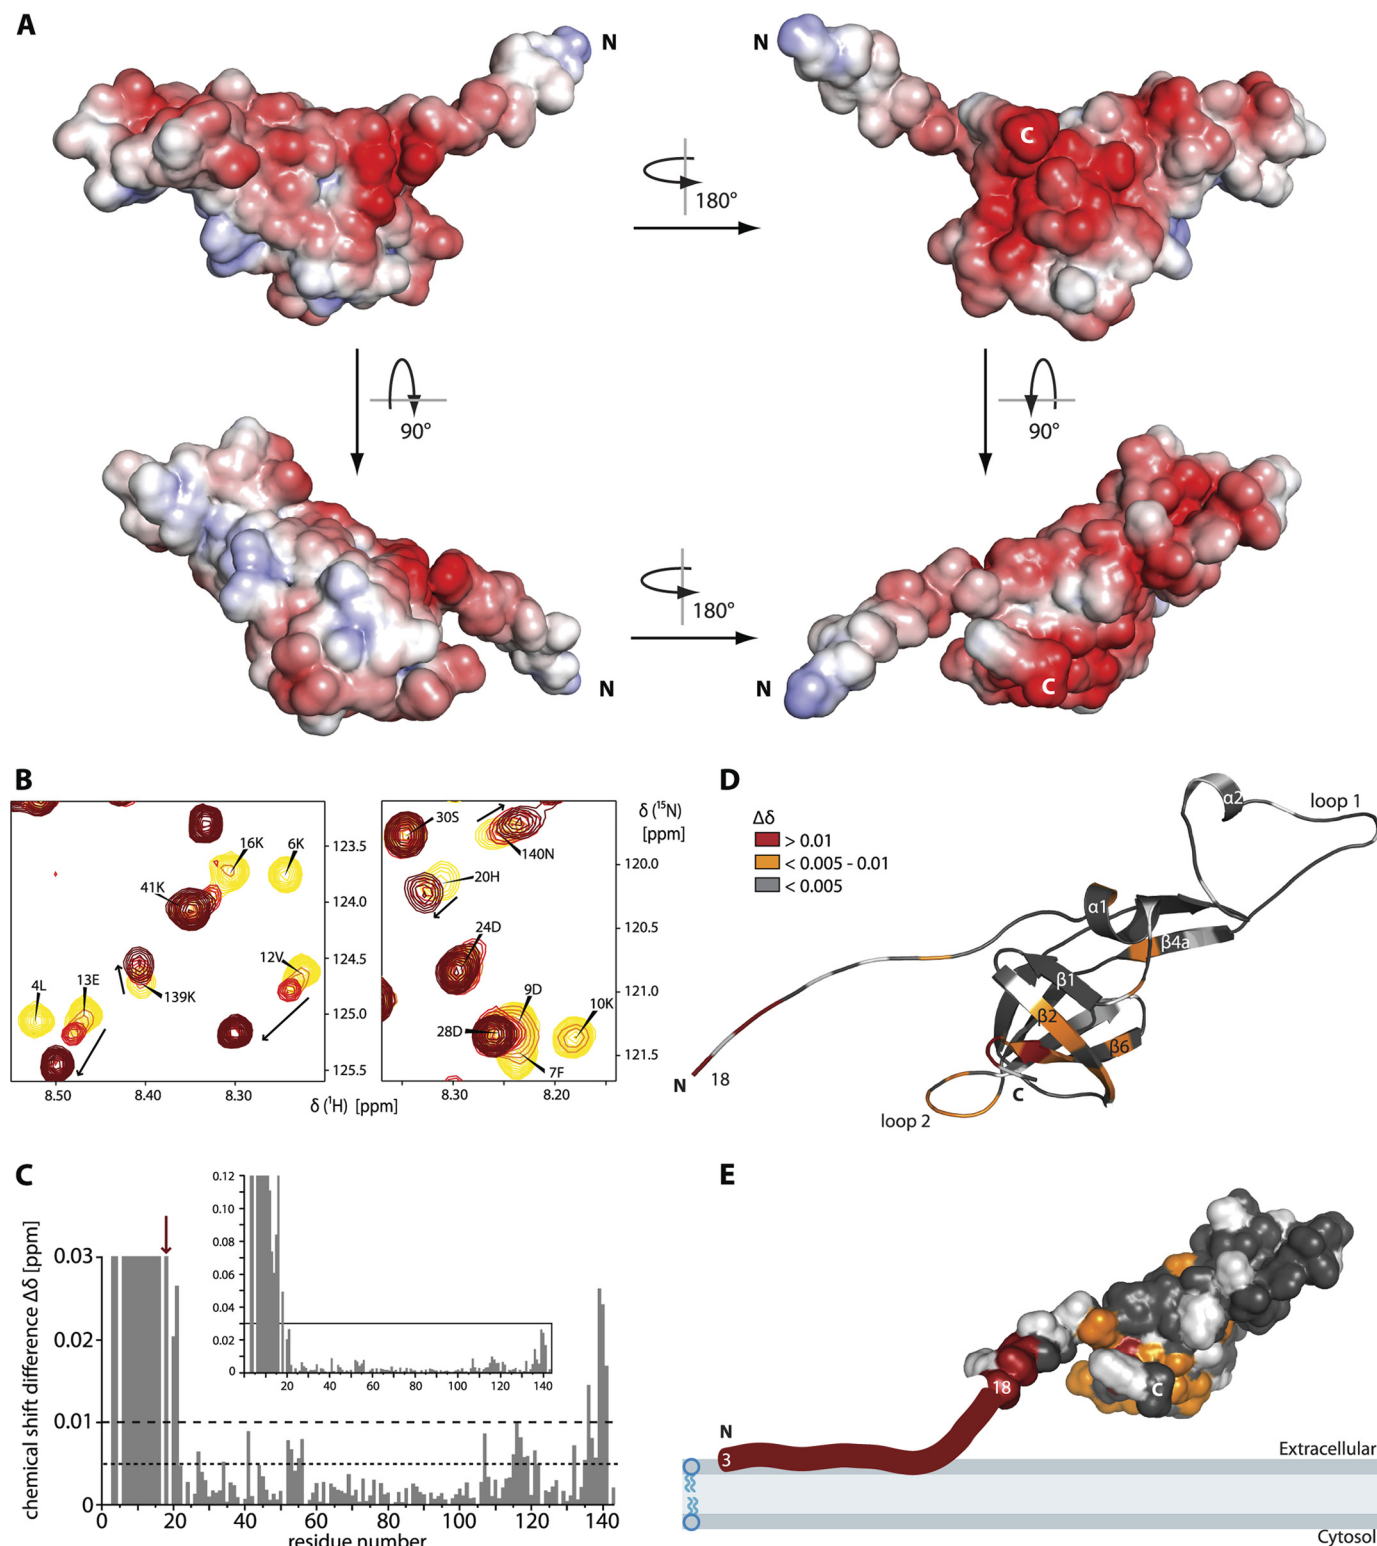 A
N
N
C
180°
90°
90°
N
180°
N
C
B
16K
6K
41K
12V
4L
13E
139K
123.5
124.0
124.5
125.0
125.5
8.50
8.40
8.30
δ (¹H) [ppm]
30S
140N
20H
24D
9D
10K
28D
7F
δ (¹⁵N)
[ppm]
120.0
120.5
121.0
121.5
8.30
8.20
C
chemical shift difference Δδ [ppm]
0.03
0.02
0.01
0
0 20 40 60 80 100 120 140
residue number
0.12
0.10
0.08
0.06
0.04
0.02
0
20 40 60 80 100 120 140
D
Δδ
> 0.01
< 0.005 - 0.01
< 0.005
α2
loop 1
α1
β4a
β1
β2
β6
N
18
C
loop 2
E
18
C
N
3
Extracellular
Cytosol